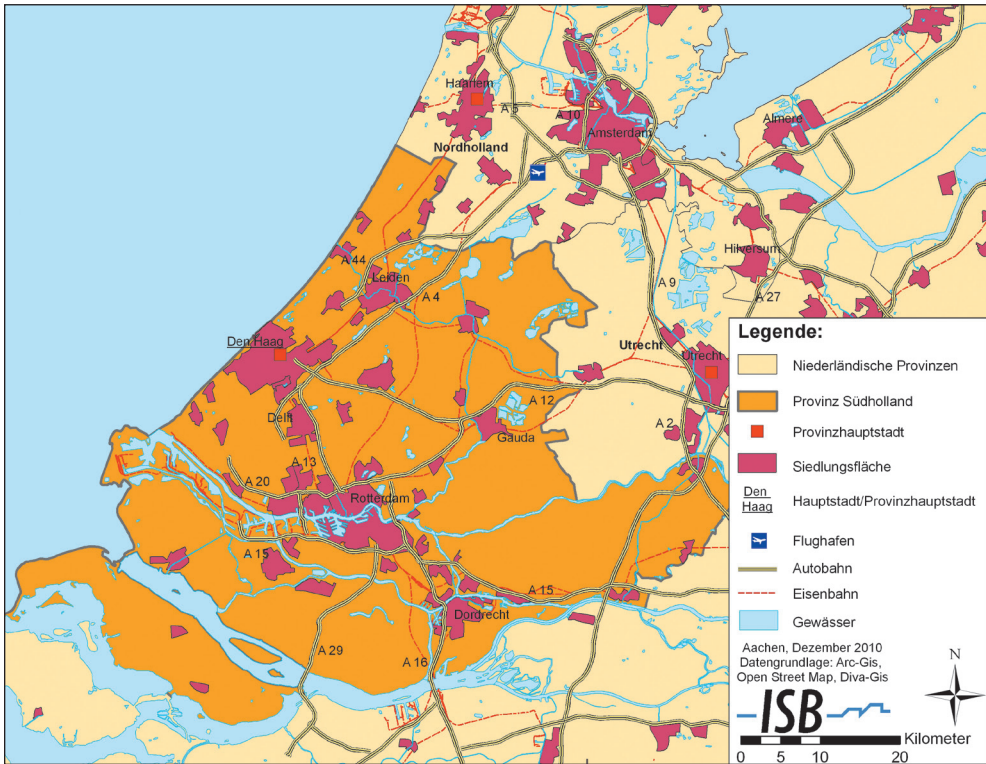 Haarlem
A 5
A 10
Amsterdam
Almere
Nordholland
Hilversum
A 44
Leiden
A 4
A 9
A 27
Den Haag
Utrecht
Utrecht
Delft
A 12
Gauda
A 2
A 13
A 20
Rotterdam
A 15
A 15
Dordrecht
A 29
A 16
Legende:
Niederländische Provinzen
Provinz Südholland
Provinzhauptstadt
Siedlungsfläche
Den
Haag
Hauptstadt/Provinzhauptstadt
Flughafen
Autobahn
Eisenbahn
Gewässer
Aachen, Dezember 2010
Datengrundlage: Arc-Gis,
Open Street Map, Diva-Gis
N
ISB
Kilometer
0 5 10 20